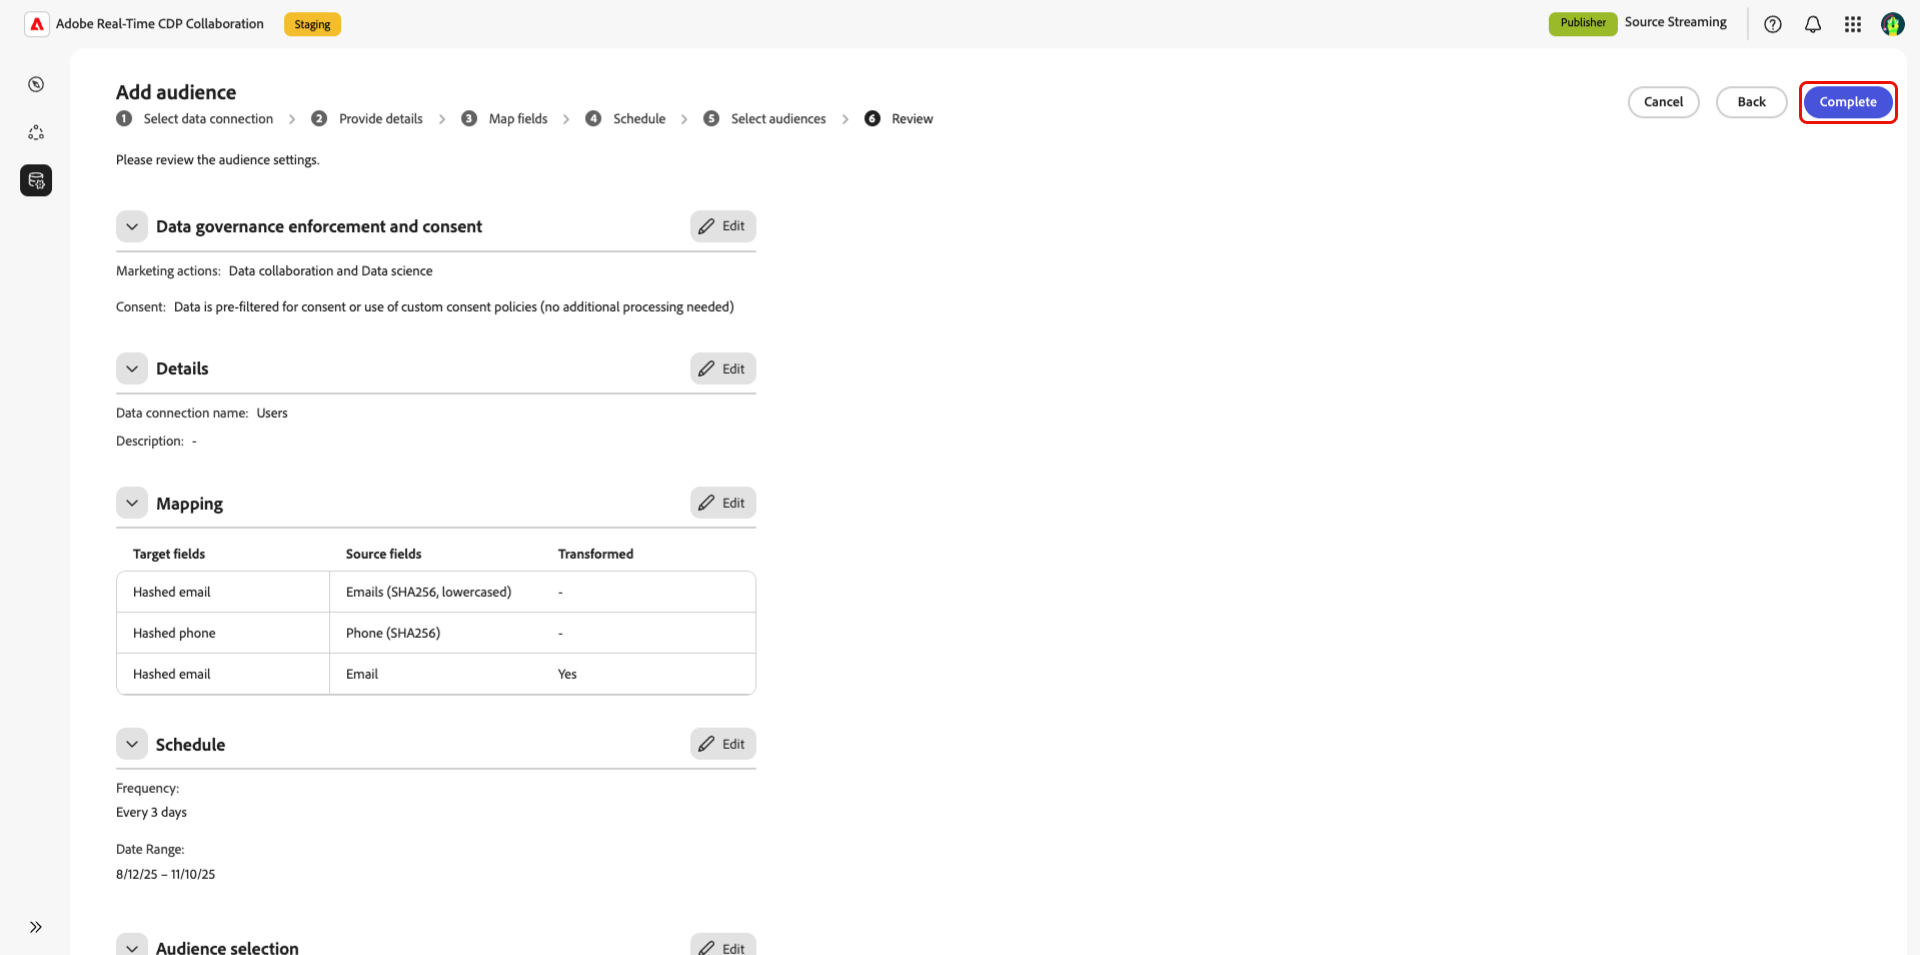 Adobe Real-Time CDP Collaboration
Staging
Publisher
Source Streaming
Add audience
Cancel
Back
Complete
1 Select data connection
2 Provide details
3 Map fields
4 Schedule
5 Select audiences
6 Review
Please review the audience settings.
Data governance enforcement and consent
Edit
Marketing actions: Data collaboration and Data science
Consent: Data is pre-filtered for consent or use of custom consent policies (no additional processing needed)
Details
Edit
Data connection name: Users
Description: -
Mapping
Edit
Target fields Source fields Transformed
Hashed email Emails (SHA256, lowercased) -
Hashed phone Phone (SHA256) -
Hashed email Email Yes
Schedule
Edit
Frequency:
Every 3 days
Date Range:
8/12/25 – 11/10/25
Audience selection
Edit